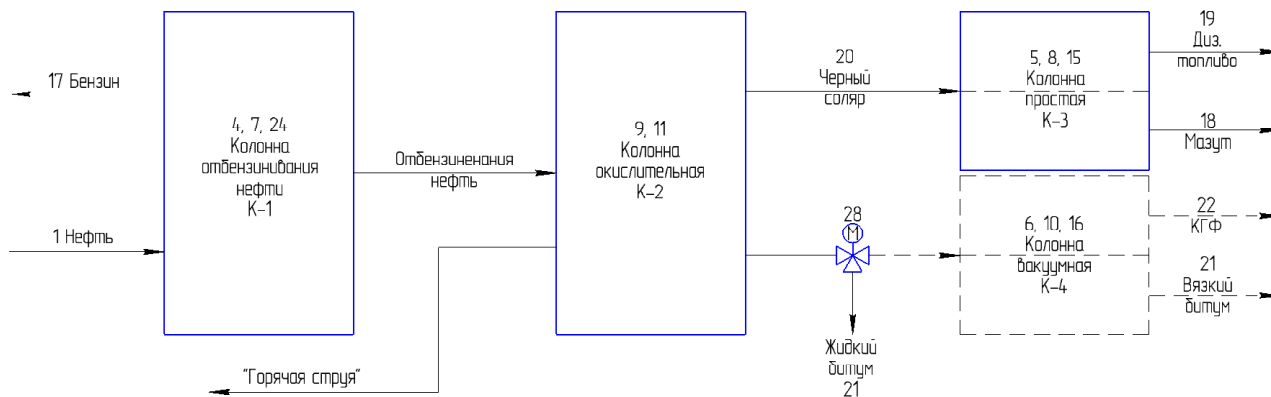 17 Бензин
1 Нефть
4, 7, 24
Колонна
отбензинивания
нефти
К-1
Отбензиненания
нефть
"Горячая струя"
9, 11
Колонна
окислительная
К-2
20
Черный
соляр
28
М
Жидкий
битум
21
5, 8, 15
Колонна
простая
К-3
6, 10, 16
Колонна
вакуумная
К-4
19
Диз.
топливо
18
Мазут
22
КГФ
21
Вязкий
битум